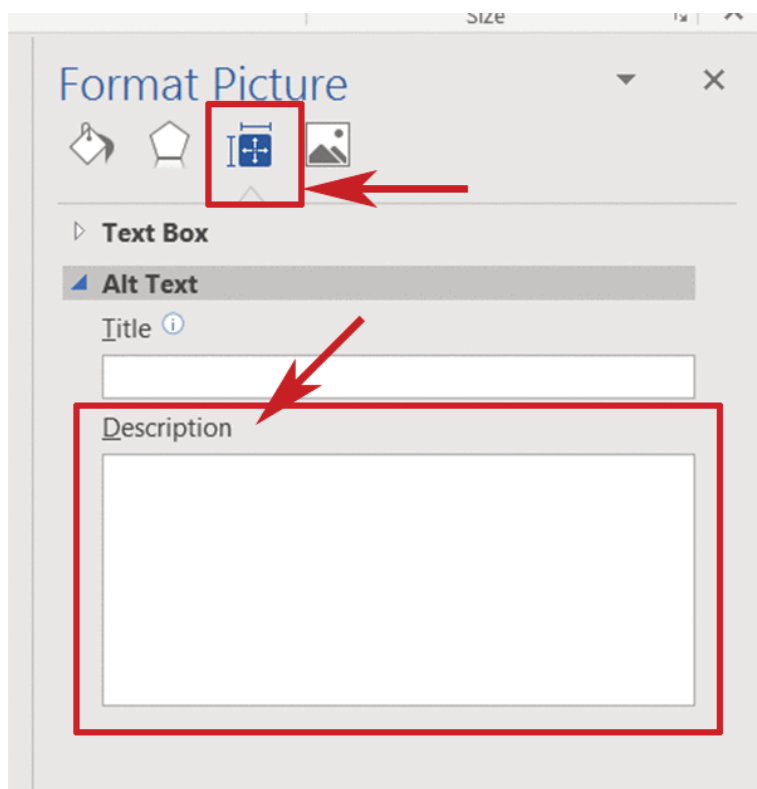 Size
Format Picture
Text Box
Alt Text
Title
Description